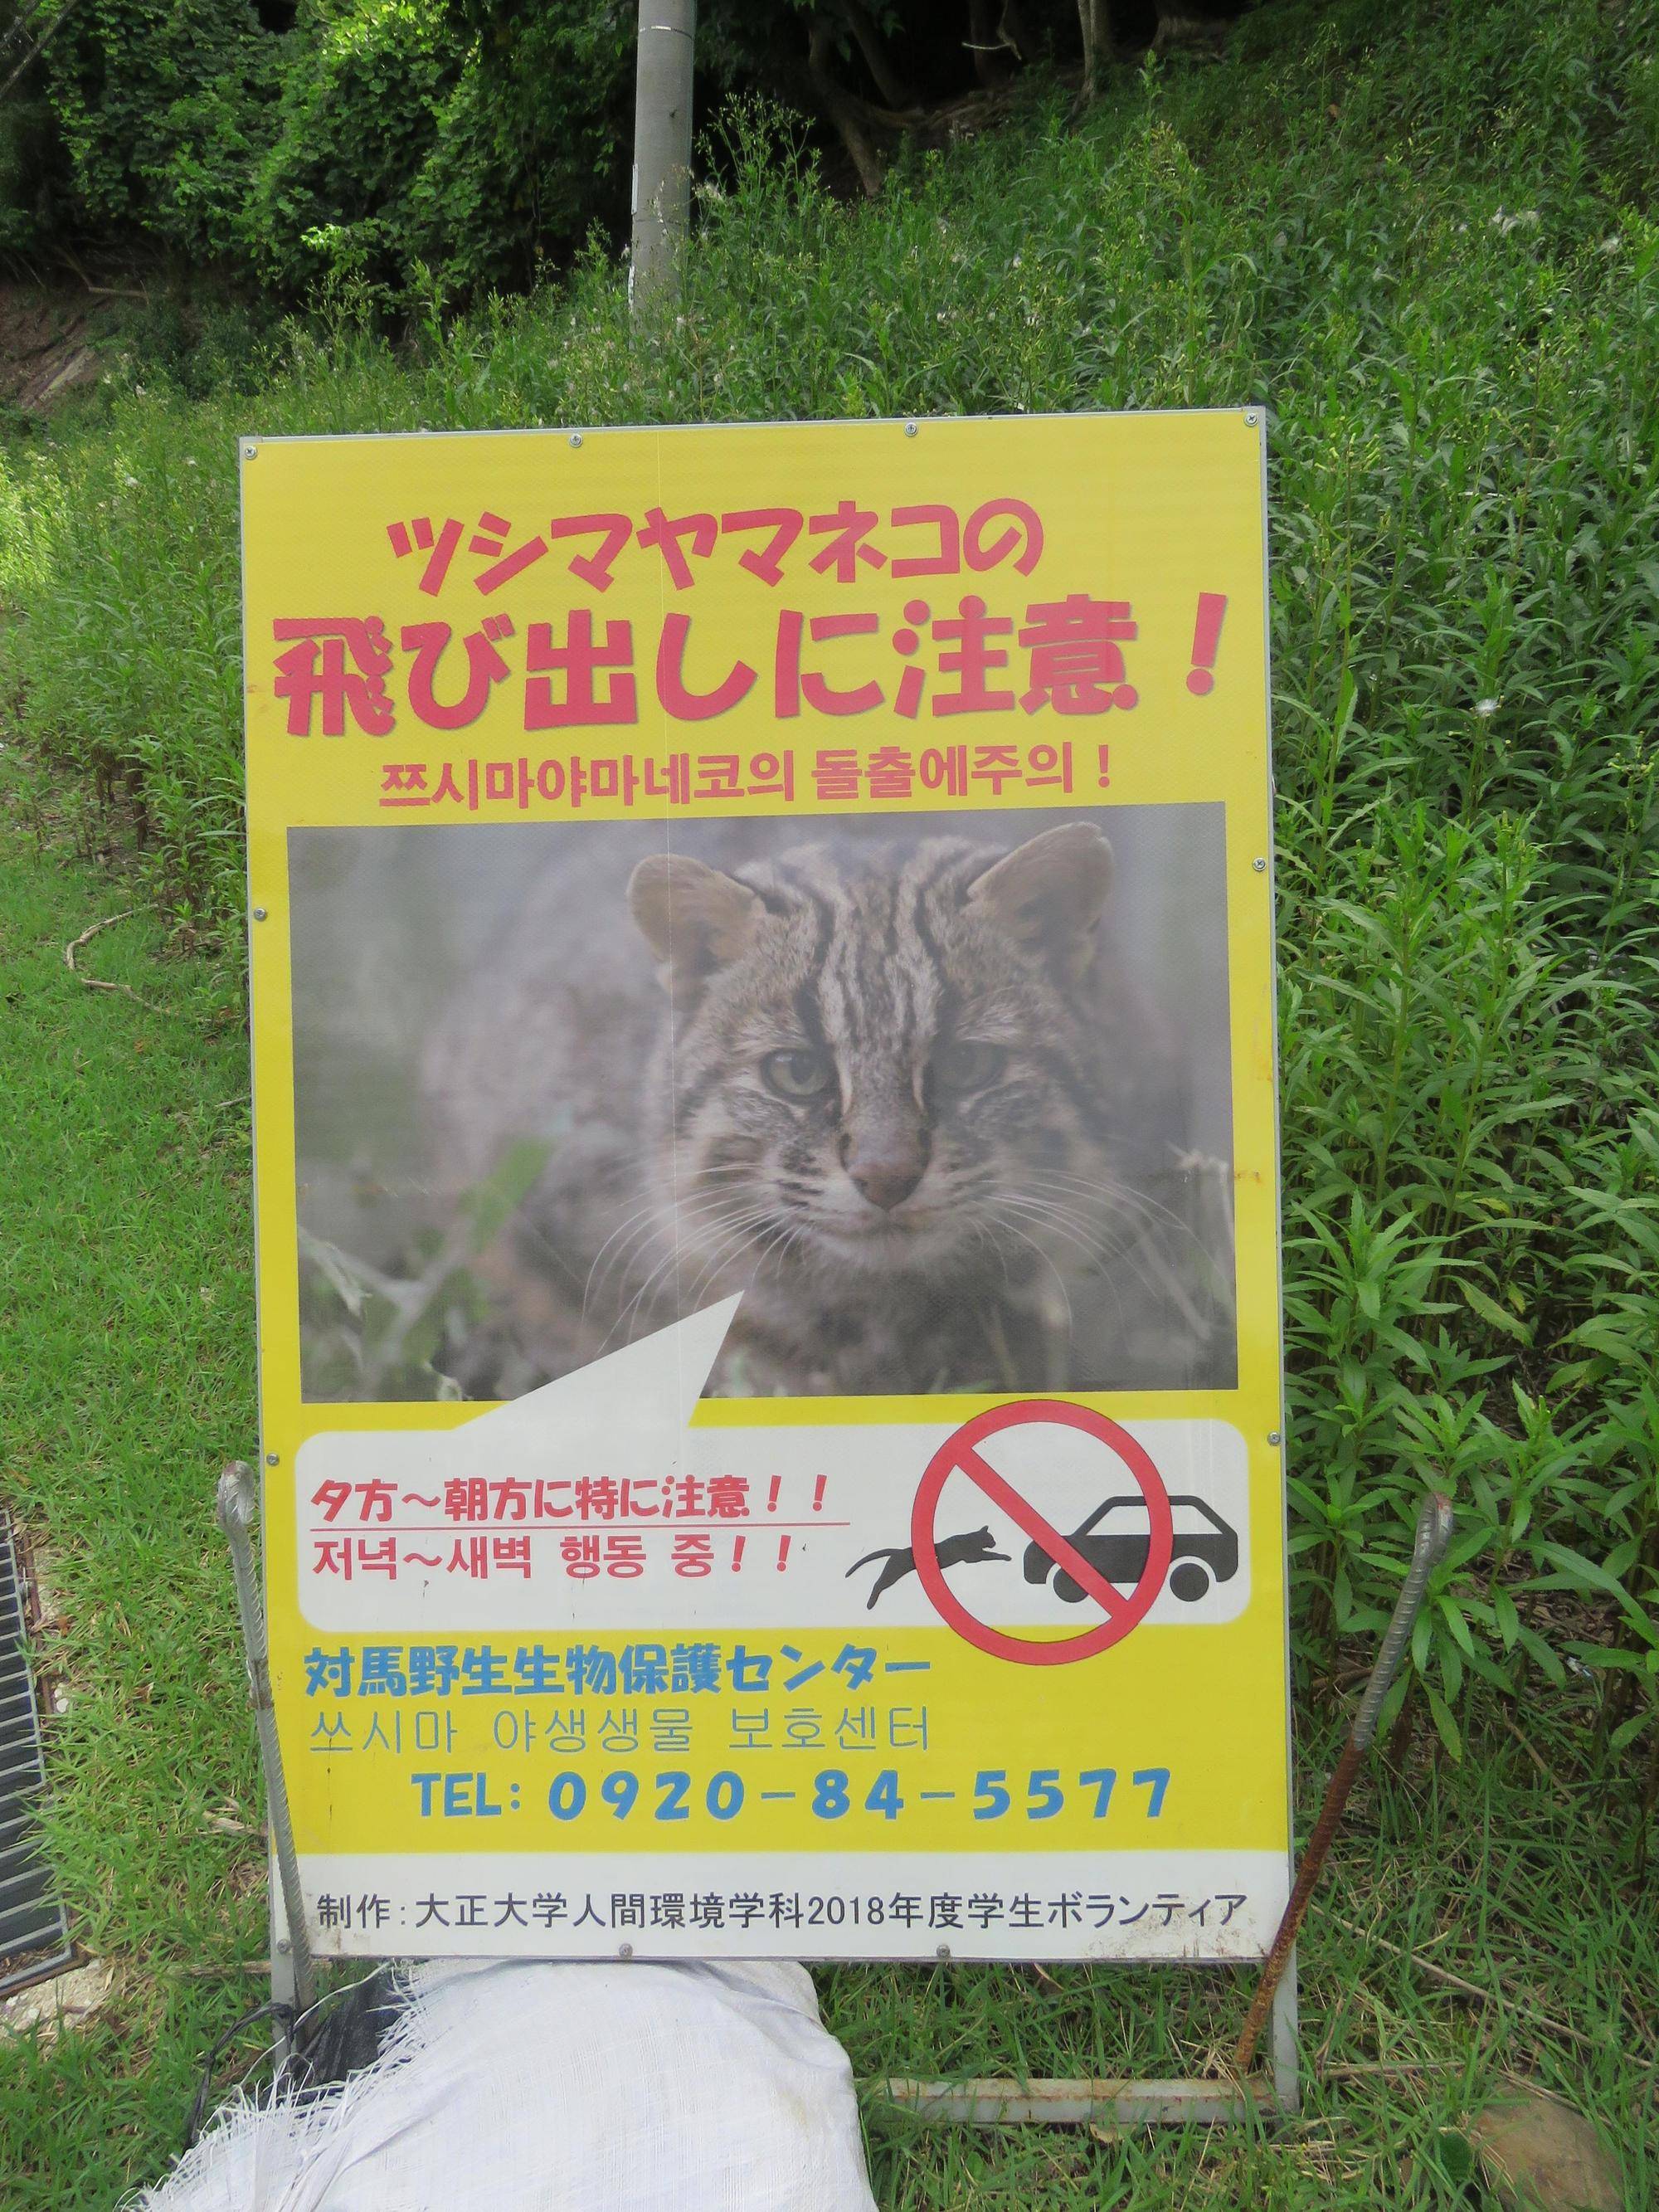 ツシマヤマネコの
飛び出しに注意！
쯔시마야마네코의 돌출에주의！
夕方～朝方に特に注意！！
저녁～새벽 행동 중！！
対馬野生生物保護センター
쓰시마 야생생물 보호센터
TEL：0920－84－5577
制作：大正大学人間環境学科2018年度学生ボランティア